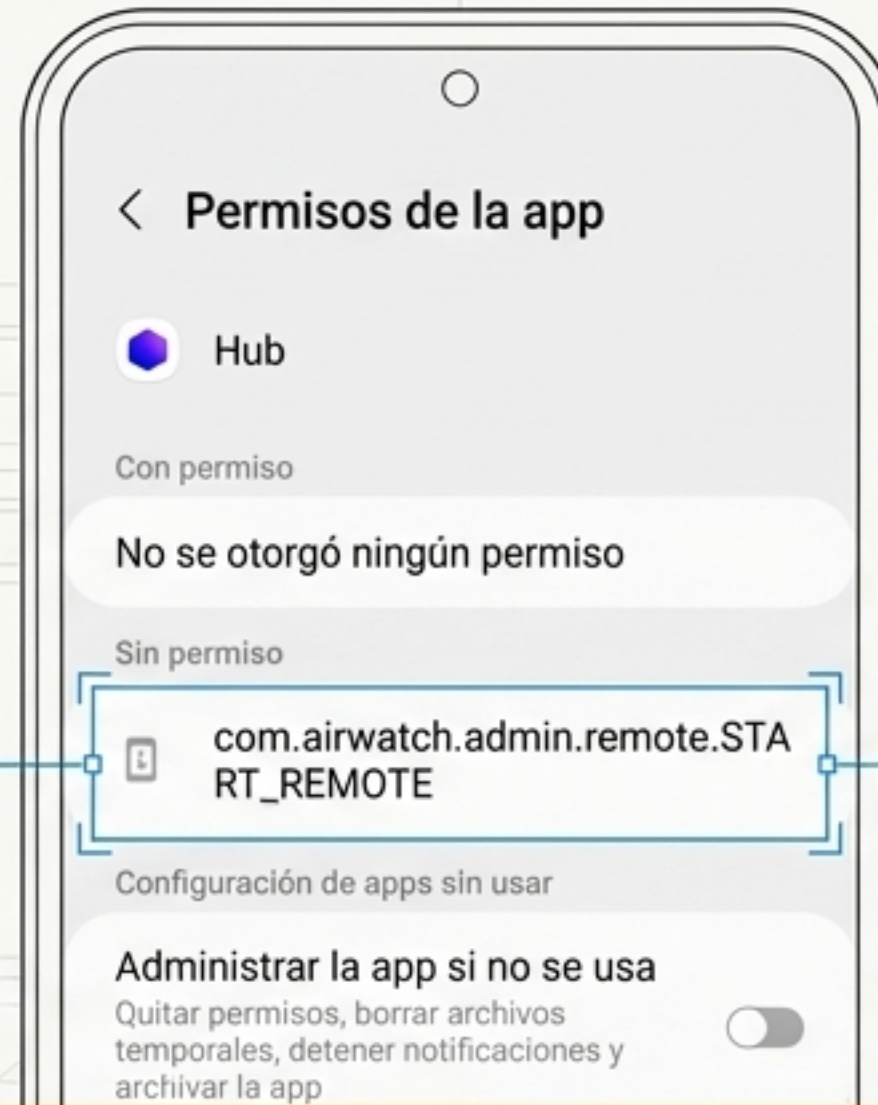 Permisos de la app
Hub
Con permiso
No se otorgó ningún permiso
Sin permiso
com.airwatch.admin.remote.STA
RT_REMOTE
Configuración de apps sin usar
Administrar la app si no se usa
Quitar permisos, borrar archivos
temporales, detener notificaciones y
archivar la app